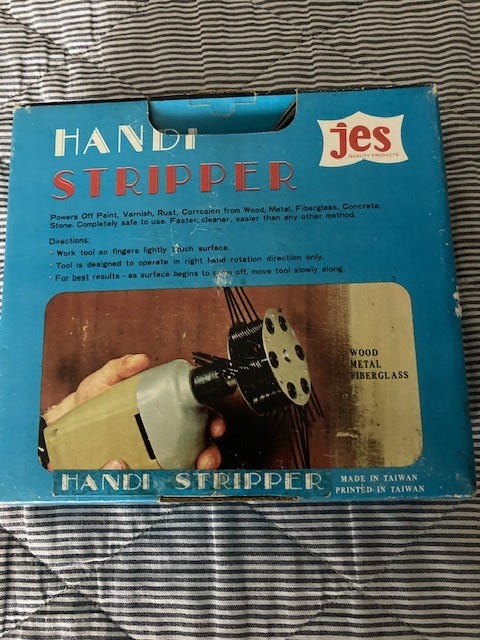 HANDI
STRIPPER
jes
QUALITY PRODUCTS
Powers Off Paint, Varnish, Rust, Corrosion from Wood, Metal, Fiberglass, Concrete,
Stone. Completely safe to use. Faster, cleaner, easier than any other method.
Directions:
· Work tool so fingers lightly touch surface.
· Tool is designed to operate in right hand rotation direction only.
· For best results - as surface begins to come off, move tool slowly along.
WOOD
METAL
FIBERGLASS
HANDI STRIPPER
MADE IN TAIWAN
PRINTED IN TAIWAN